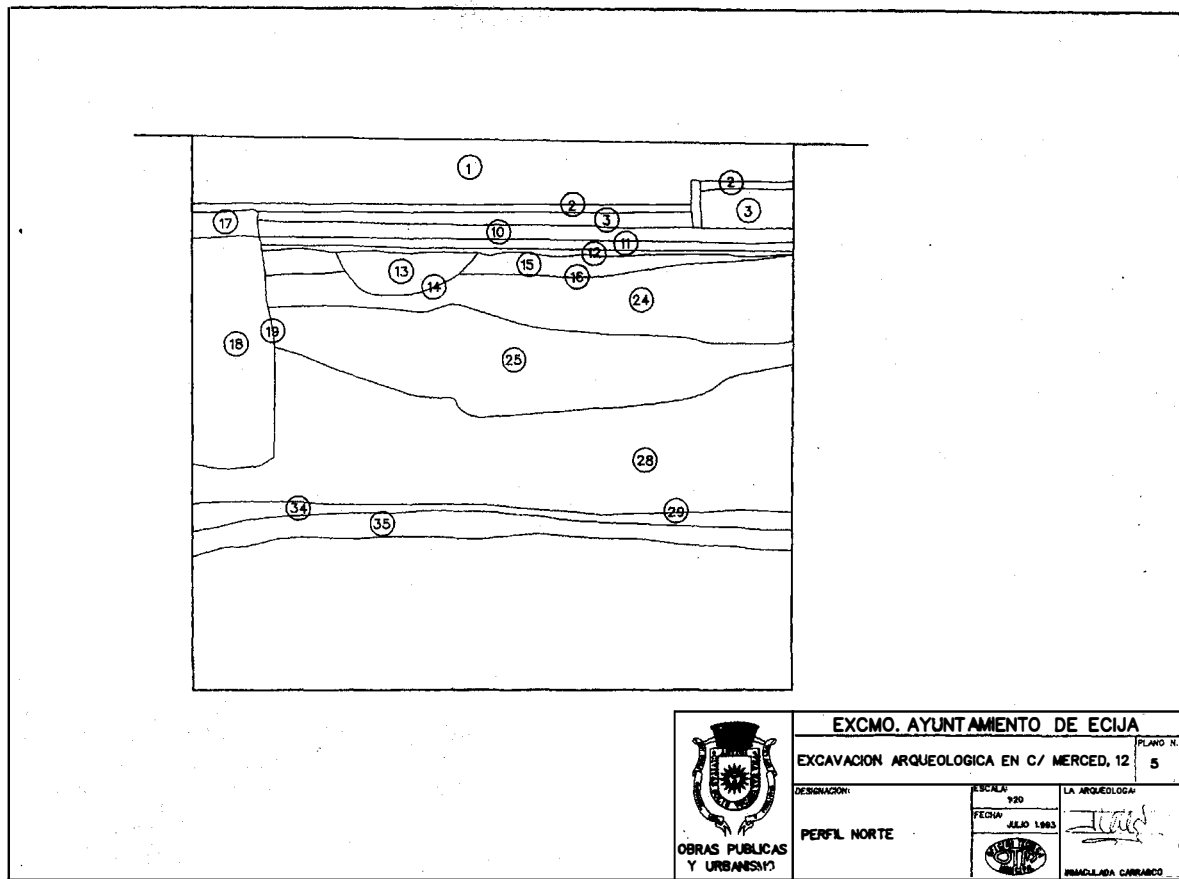 1
2
2
3
17
3
10
11
12
15
13
16
14
24
19
18
25
28
34
29
35
EXCMO. AYUNTAMIENTO DE ECIJA
EXCAVACION ARQUEOLOGICA EN C/ MERCED, 12
PLANO N.
5
DESIGNACION:
PERFIL NORTE
ESCALA:
FECHA:
JULIO 1.993
LA ARQUEOLOGA:
INMACULADA CARRASCO
OBRAS PUBLICAS
Y URBANISMO